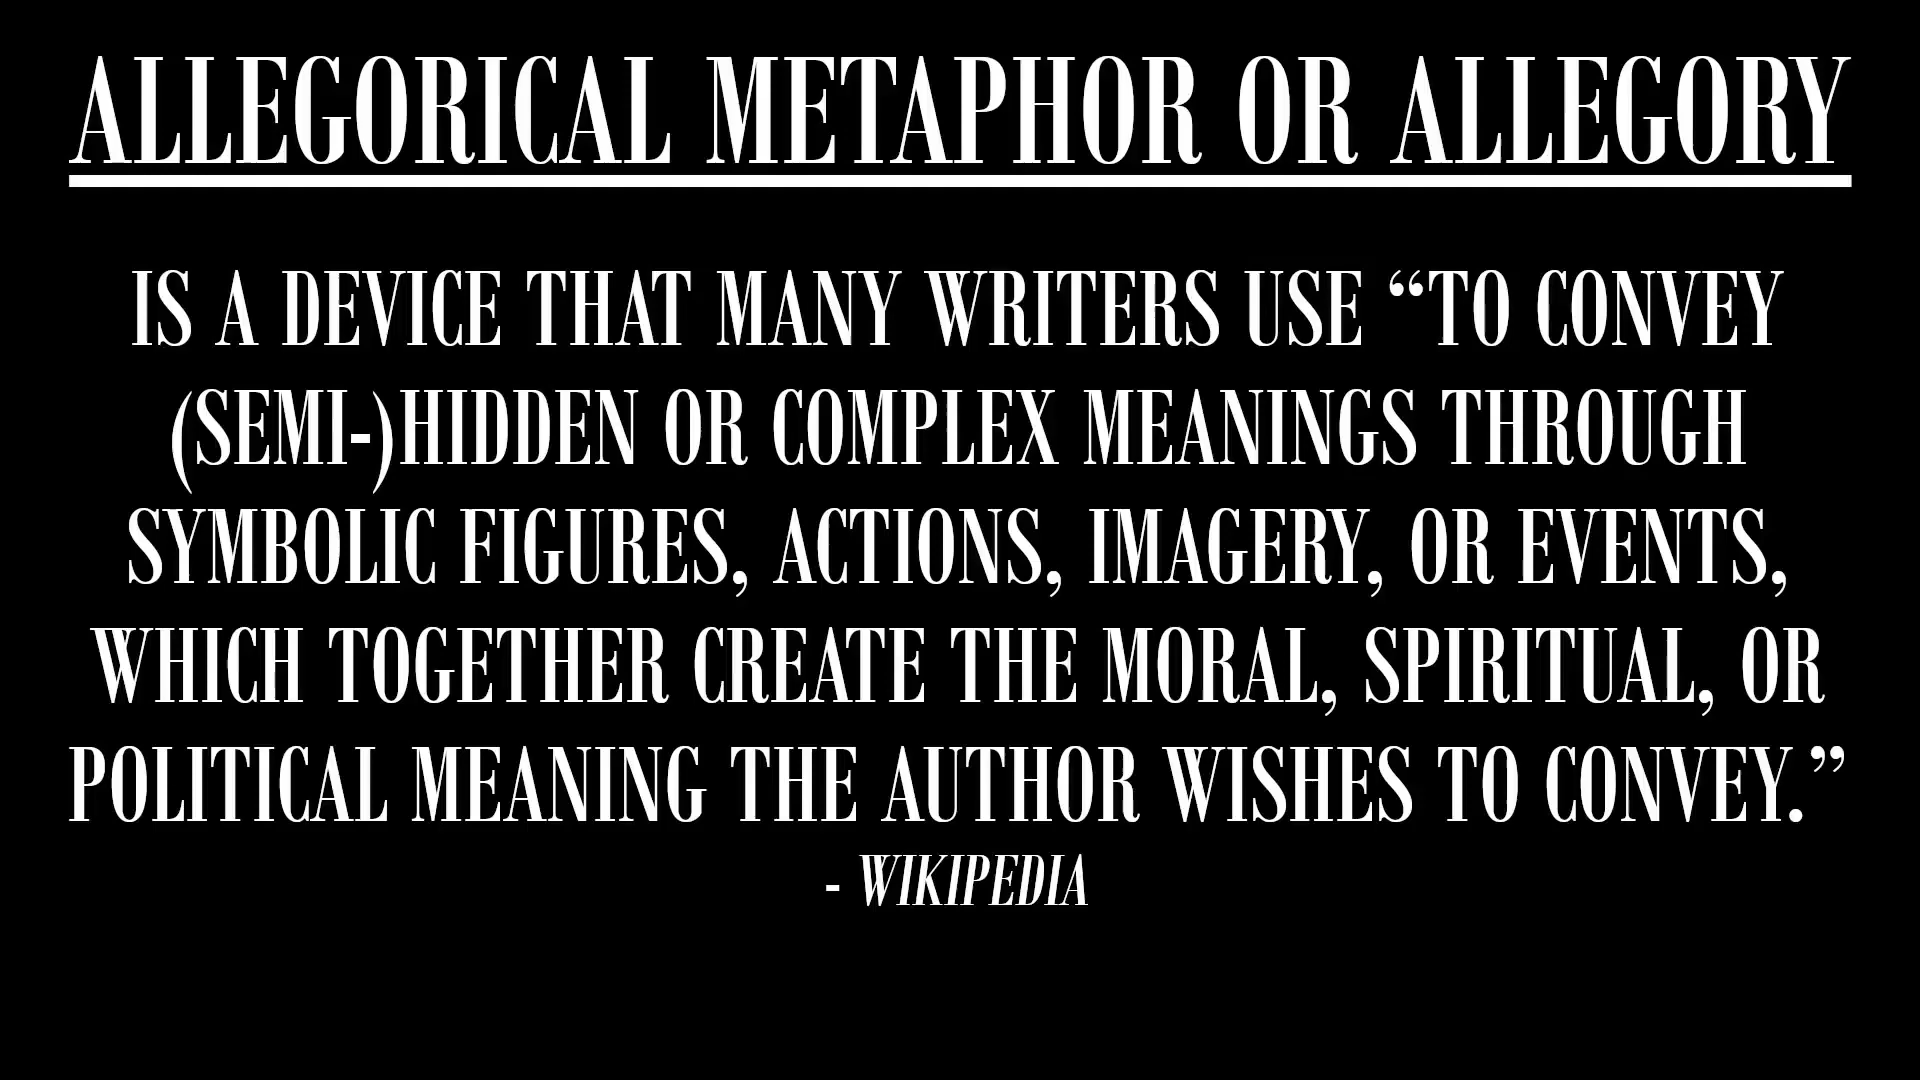 ALLEGORICAL METAPHOR OR ALLEGORY
IS A DEVICE THAT MANY WRITERS USE “TO CONVEY
(SEMI-)HIDDEN OR COMPLEX MEANINGS THROUGH
SYMBOLIC FIGURES, ACTIONS, IMAGERY, OR EVENTS,
WHICH TOGETHER CREATE THE MORAL, SPIRITUAL, OR
POLITICAL MEANING THE AUTHOR WISHES TO CONVEY.”
- WIKIPEDIA